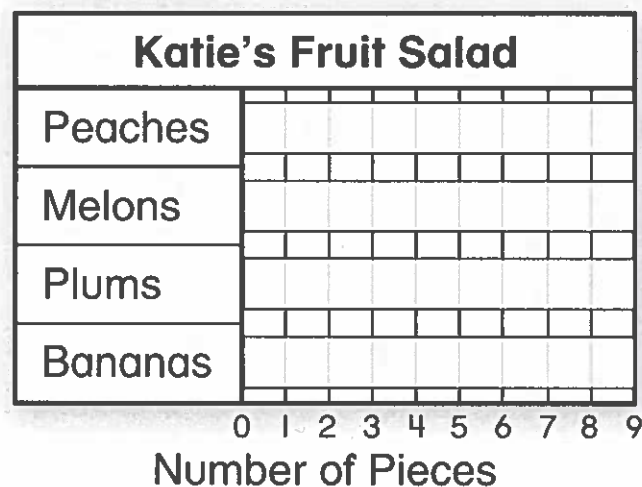 Katie's Fruit Salad
Peaches
Melons
Plums
Bananas
0 1 2 3 4 5 6 7 8 9
Number of Pieces